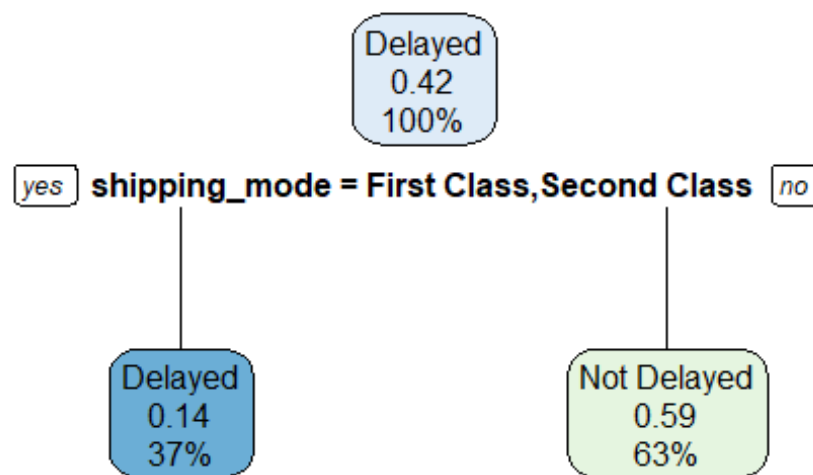 Delayed
0.42
100%
yes shipping_mode = First Class,Second Class no
Delayed
0.14
37%
Not Delayed
0.59
63%